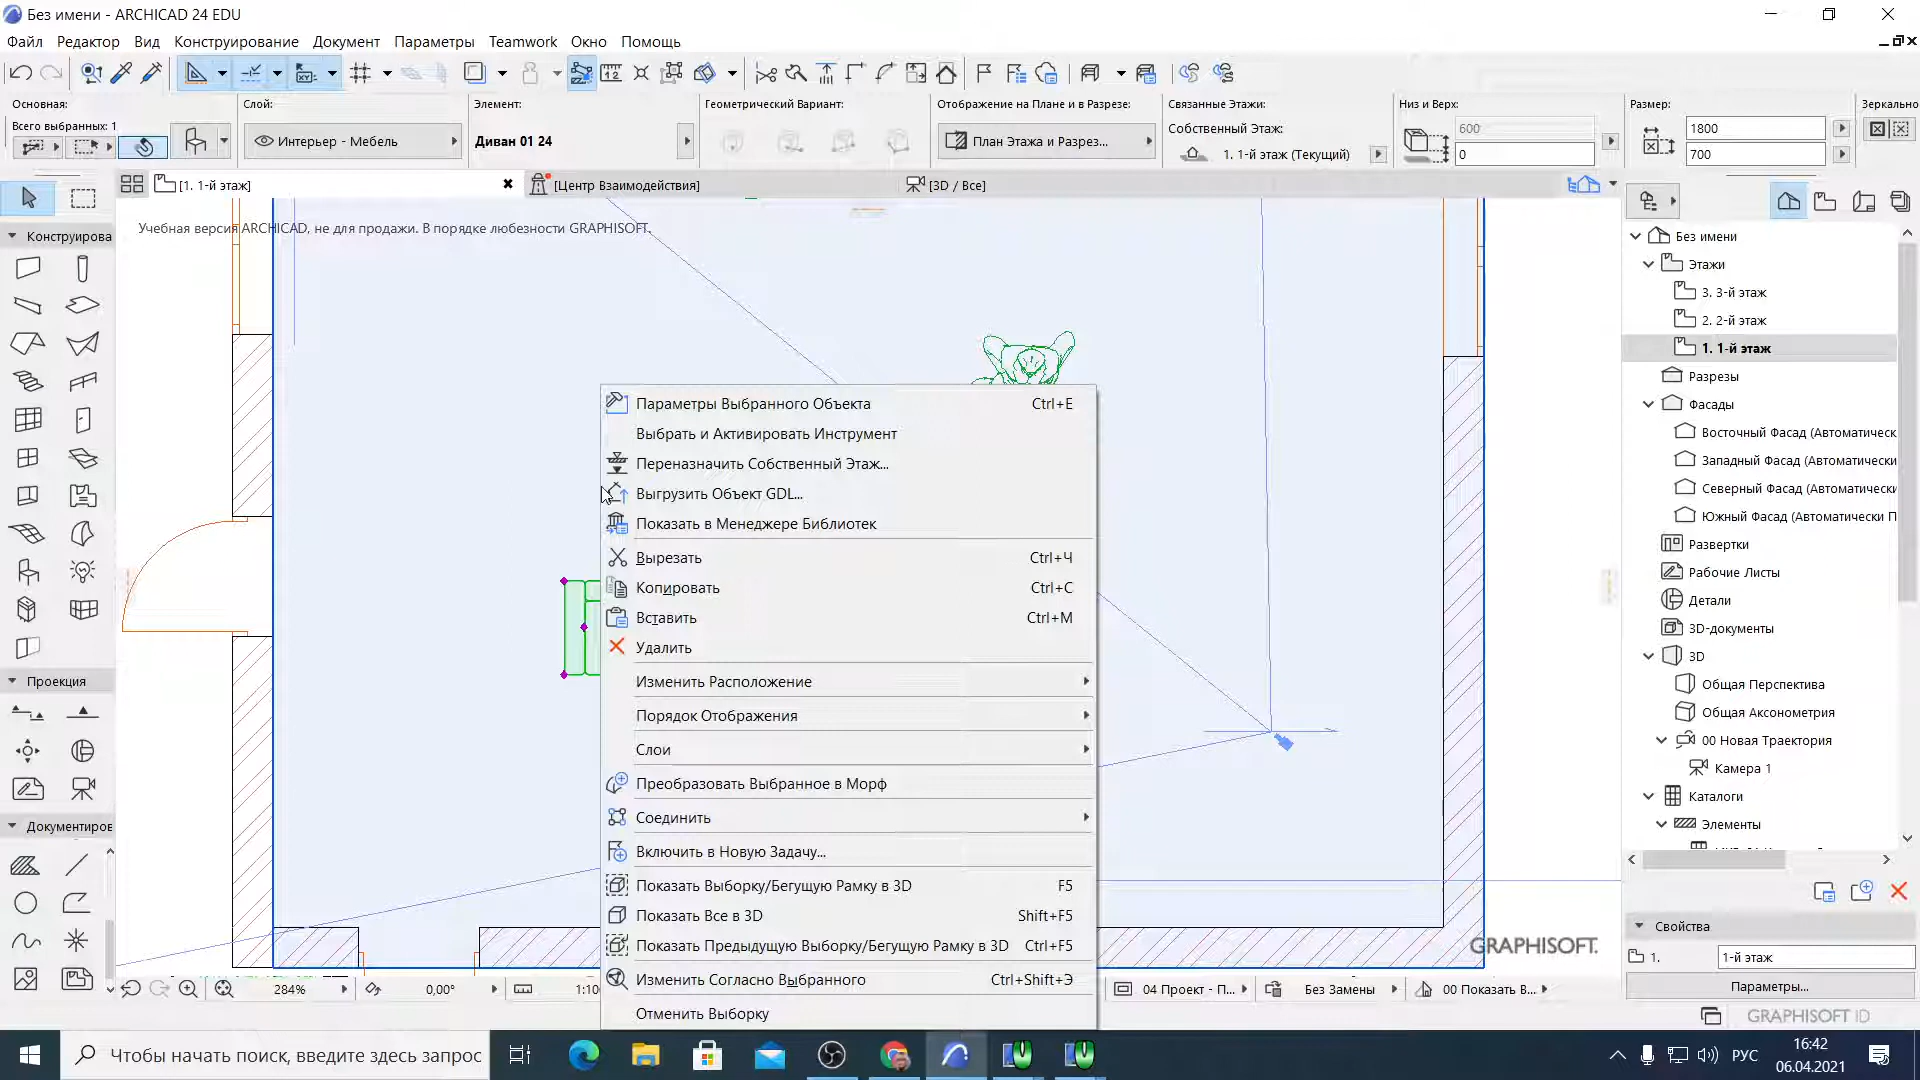 Без имени - ARCHICAD 24 EDU
Файл Редактор Вид Конструирование Документ Параметры Teamwork Окно Помощь
Основная: Слой: Элемент: Геометрический Вариант: Отображение на Плане и в Разрезе: Связанные Этажи: Низ и Верх: Размер: Зеркально
Всего выбранных: 1
Интерьер - Мебель
Диван 01 24
План Этажа и Разрез...
Собственный Этаж:
1. 1-й этаж (Текущий)
600
0
1800
700
[1. 1-й этаж]
[Центр Взаимодействия]
[3D / Все]
Учебная версия ARCHICAD, не для продажи. В порядке любезности GRAPHISOFT.
Конструирова
Проекция
Документиров
Параметры Выбранного Объекта Ctrl+E
Выбрать и Активировать Инструмент
Переназначить Собственный Этаж...
Выгрузить Объект GDL...
Показать в Менеджере Библиотек
Вырезать Ctrl+Ч
Копировать Ctrl+C
Вставить Ctrl+M
Удалить
Изменить Расположение
Порядок Отображения
Слои
Преобразовать Выбранное в Морф
Соединить
Включить в Новую Задачу...
Показать Выборку/Бегущую Рамку в 3D F5
Показать Все в 3D Shift+F5
Показать Предыдущую Выборку/Бегущую Рамку в 3D Ctrl+F5
Изменить Согласно Выбранного Ctrl+Shift+Э
Отменить Выборку
Без имени
Этажи
3. 3-й этаж
2. 2-й этаж
1. 1-й этаж
Разрезы
Фасады
Восточный Фасад (Автоматическ
Западный Фасад (Автоматически
Северный Фасад (Автоматически
Южный Фасад (Автоматически П
Развертки
Рабочие Листы
Детали
3D-документы
3D
Общая Перспектива
Общая Аксонометрия
00 Новая Траектория
Камера 1
Каталоги
Элементы
Свойства
1. 1-й этаж
Параметры...
GRAPHISOFT.
284% 0,00° 1:10 04 Проект - П... Без Замены 00 Показать В...
GRAPHISOFT ID
Чтобы начать поиск, введите здесь запрос
РУС
16:42
06.04.2021